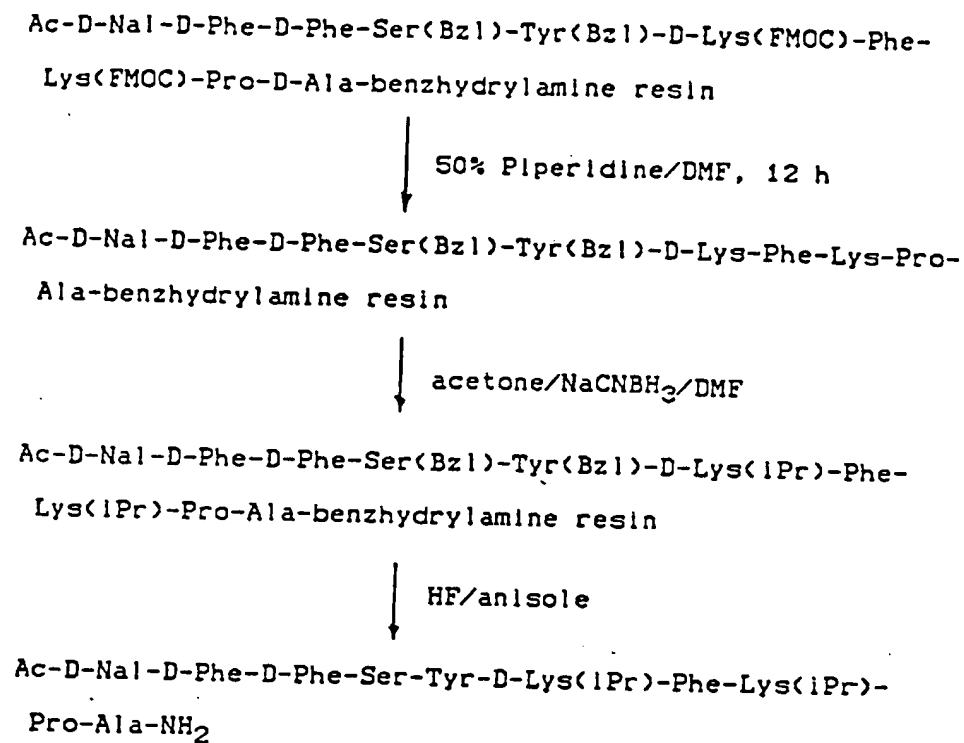 Ac-D-Nal-D-Phe-D-Phe-Ser(Bzl)-Tyr(Bzl)-D-Lys(FMOC)-Phe-
Lys(FMOC)-Pro-D-Ala-benzhydrylamine resin
50% Piperidine/DMF, 12 h
Ac-D-Nal-D-Phe-D-Phe-Ser(Bzl)-Tyr(Bzl)-D-Lys-Phe-Lys-Pro-
Ala-benzhydrylamine resin
acetone/NaCNBH3/DMF
Ac-D-Nal-D-Phe-D-Phe-Ser(Bzl)-Tyr(Bzl)-D-Lys(iPr)-Phe-
Lys(iPr)-Pro-Ala-benzhydrylamine resin
HF/anisole
Ac-D-Nal-D-Phe-D-Phe-Ser-Tyr-D-Lys(iPr)-Phe-Lys(iPr)-
Pro-Ala-NH2